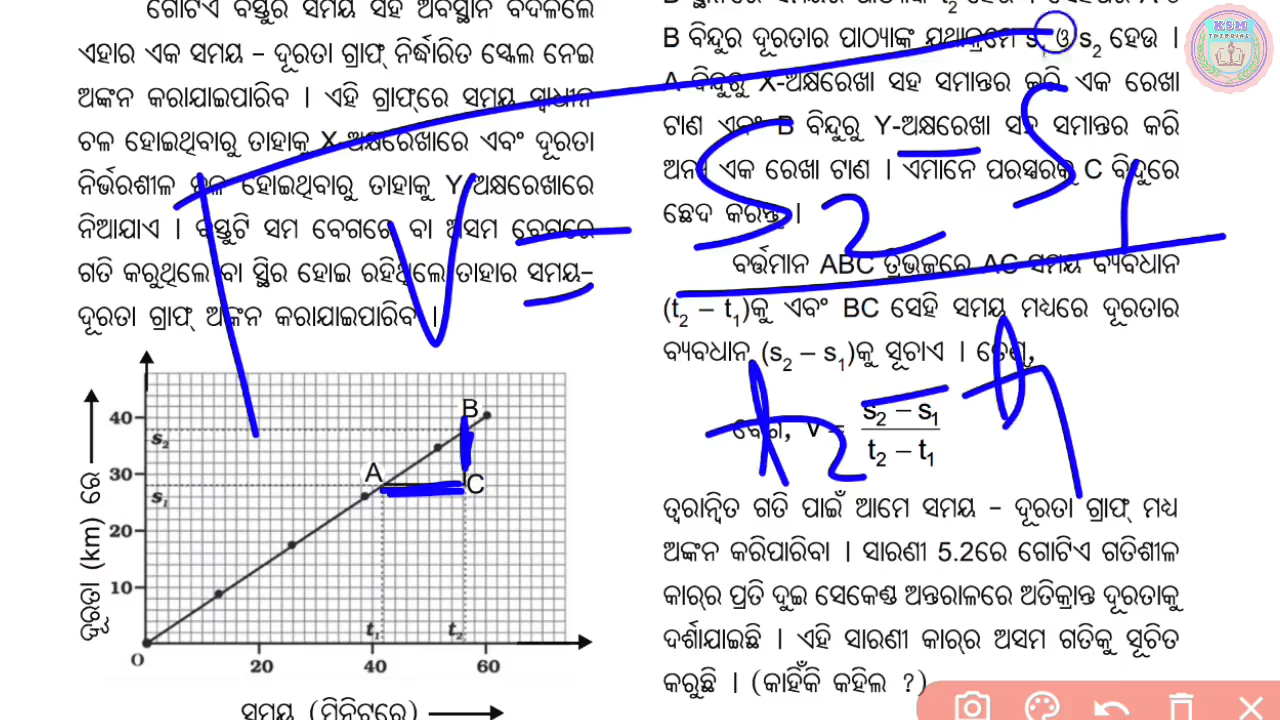 ଗୋଟିଏ ବସ୍ତୁର ସମୟ ସହ ଅବସ୍ଥାନ ବଦଳିଲେ
ଏହାର ଏକ ସମୟ – ଦୂରତା ଗ୍ରାଫ୍ ନିର୍ଦ୍ଧାରିତ ସ୍କେଲ ନେଇ
ଅଙ୍କନ କରାଯାଇପାରିବ । ଏହି ଗ୍ରାଫ୍‌ରେ ସମୟ ସ୍ୱାଧୀନ
ଚଳ ହୋଇଥିବାରୁ ତାହାକୁ X-ଅକ୍ଷରେଖାରେ ଏବଂ ଦୂରତା
ନିର୍ଭରଶୀଳ ଚଳ ହୋଇଥିବାରୁ ତାହାକୁ Y-ଅକ୍ଷରେଖାରେ
ନିଆଯାଏ । ବସ୍ତୁଟି ସମ ବେଗରେ ବା ଅସମ ବେଗରେ
ଗତି କରୁଥିଲେ ବା ସ୍ଥିର ହୋଇ ରହିଥିଲେ ତାହାର ସମୟ–
ଦୂରତା ଗ୍ରାଫ୍ ଅଙ୍କନ କରାଯାଇପାରିବ ।
40
30
20
10
O
20
40
60
s2
s1
A
B
C
t1
t2
ଦୂରତା (km) ରେ
ସମୟ (ମିନିଟ୍‌ରେ)
B ବିନ୍ଦୁର ଦୂରତାର ପାଠ୍ୟାଙ୍କ ଯଥାକ୍ରମେ s1 ଓ s2 ହେଉ ।
A ବିନ୍ଦୁରୁ X-ଅକ୍ଷରେଖା ସହ ସମାନ୍ତର କରି ଏକ ରେଖା
ଟାଣ ଏବଂ B ବିନ୍ଦୁରୁ Y-ଅକ୍ଷରେଖା ସହ ସମାନ୍ତର କରି
ଅନ୍ୟ ଏକ ରେଖା ଟାଣ । ଏମାନେ ପରସ୍ପରକୁ C ବିନ୍ଦୁରେ
ଛେଦ କରନ୍ତୁ ।
ବର୍ତ୍ତମାନ ABC ତ୍ରିଭୁଜରେ AC ସମୟ ବ୍ୟବଧାନ
(t2 – t1)କୁ ଏବଂ BC ସେହି ସମୟ ମଧ୍ୟରେ ଦୂରତାର
ବ୍ୟବଧାନ (s2 – s1)କୁ ସୂଚାଏ । ତେଣୁ,
ବେଗ, v = s2 – s1
t2 – t1
ତ୍ୱରାନ୍ୱିତ ଗତି ପାଇଁ ଆମେ ସମୟ – ଦୂରତା ଗ୍ରାଫ୍ ମଧ୍ୟ
ଅଙ୍କନ କରିପାରିବା । ସାରଣୀ 5.2ରେ ଗୋଟିଏ ଗତିଶୀଳ
କାର୍‌ର ପ୍ରତି ଦୁଇ ସେକେଣ୍ଡ ଅନ୍ତରାଳରେ ଅତିକ୍ରାନ୍ତ ଦୂରତାକୁ
ଦର୍ଶାଯାଇଛି । ଏହି ସାରଣୀ କାର୍‌ର ଅସମ ଗତିକୁ ସୂଚିତ
କରୁଛି । (କାହିଁକି କହିଲ ?)
V = S2 – S1
t2 – t1
KSM